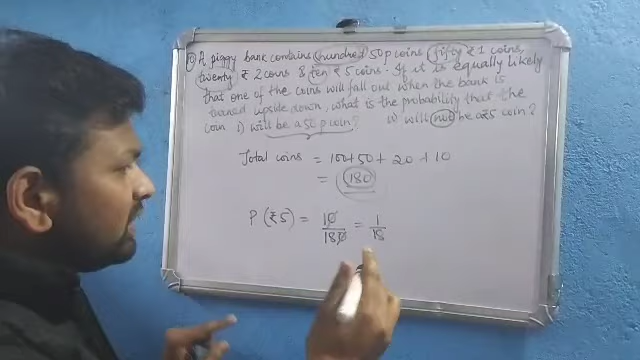 Q A piggy bank contains hundred 50p coins, fifty ₹1 coins,
twenty ₹2 coins & ten ₹5 coins. If it is equally likely
that one of the coins will fall out when the bank is
turned upside down, what is the probability that the
coin i) will be a 50 p coin? ii) will not be a ₹5 coin?
Total coins = 100+50+20+10
= 180
P(₹5) = 10/180 = 1/18